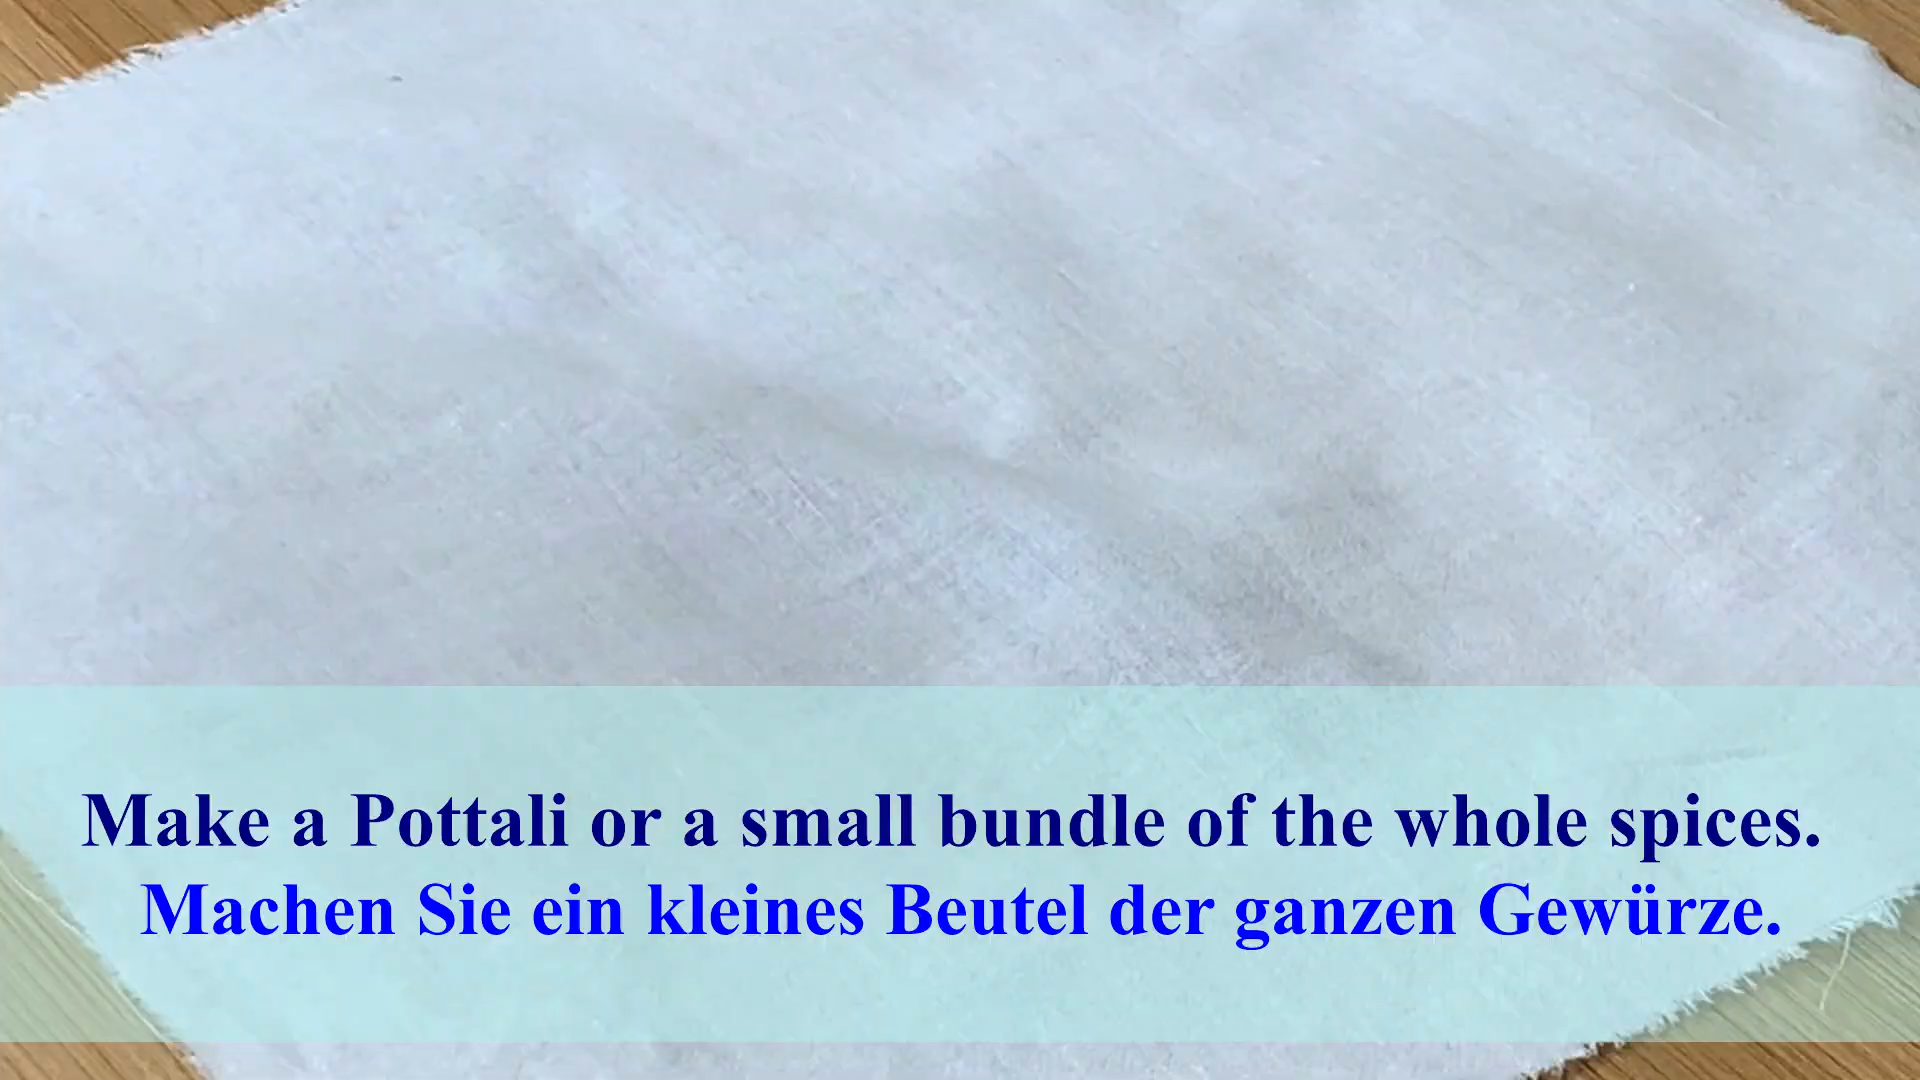 Make a Pottali or a small bundle of the whole spices.
Machen Sie ein kleines Beutel der ganzen Gewürze.